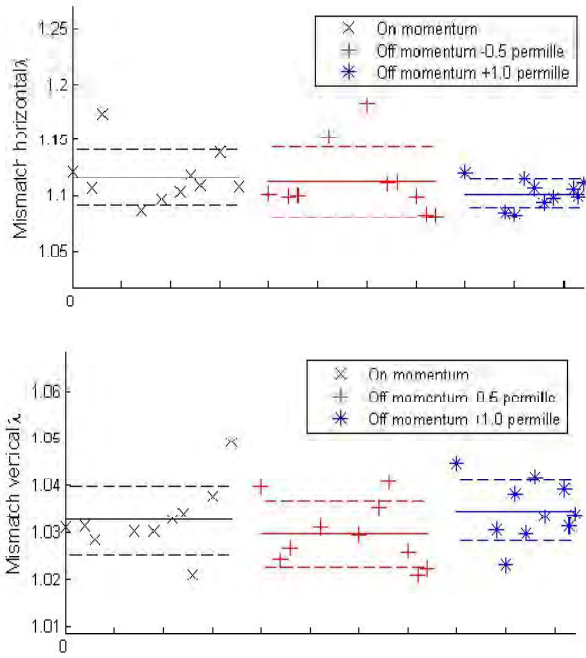 1.25
On momentum
Off momentum -0.5 permille
Off momentum +1.0 permille
1.2
1.15
1.1
1.05
0
Mismatch horizontal λ
On momentum
Off momentum -0.5 permille
Off momentum +1.0 permille
1.06
1.05
1.04
1.03
1.02
1.01
0
Mismatch vertical λ